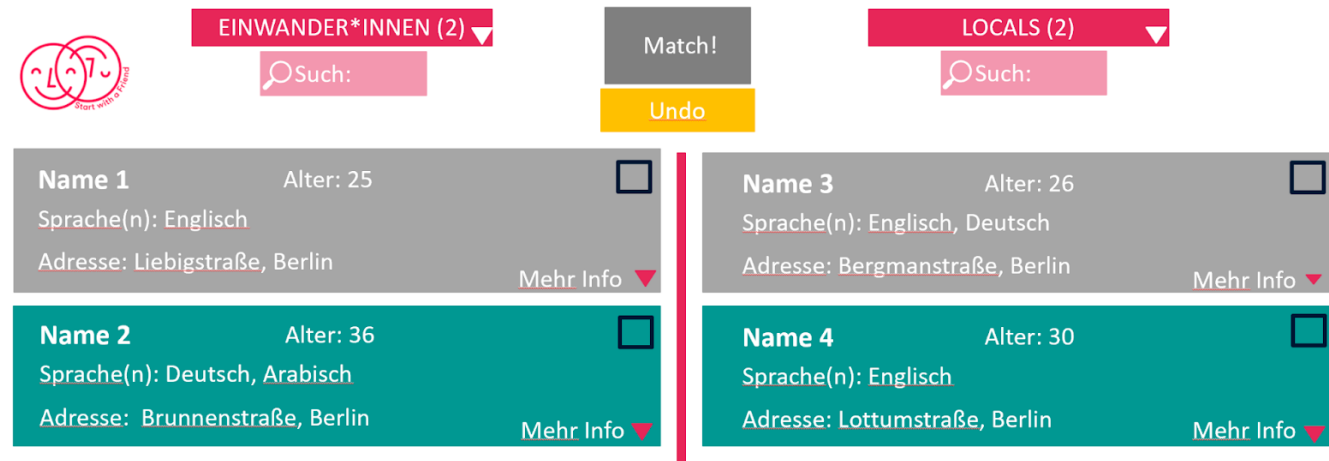 EINWANDER*INNEN (2)
Such:
Match!
Undo
LOCALS (2)
Such:
Start with a Friend
Name 1 Alter: 25
Sprache(n): Englisch
Adresse: Liebigstraße, Berlin
Mehr Info
Name 2 Alter: 36
Sprache(n): Deutsch, Arabisch
Adresse: Brunnenstraße, Berlin
Mehr Info
Name 3 Alter: 26
Sprache(n): Englisch, Deutsch
Adresse: Bergmanstraße, Berlin
Mehr Info
Name 4 Alter: 30
Sprache(n): Englisch
Adresse: Lottumstraße, Berlin
Mehr Info